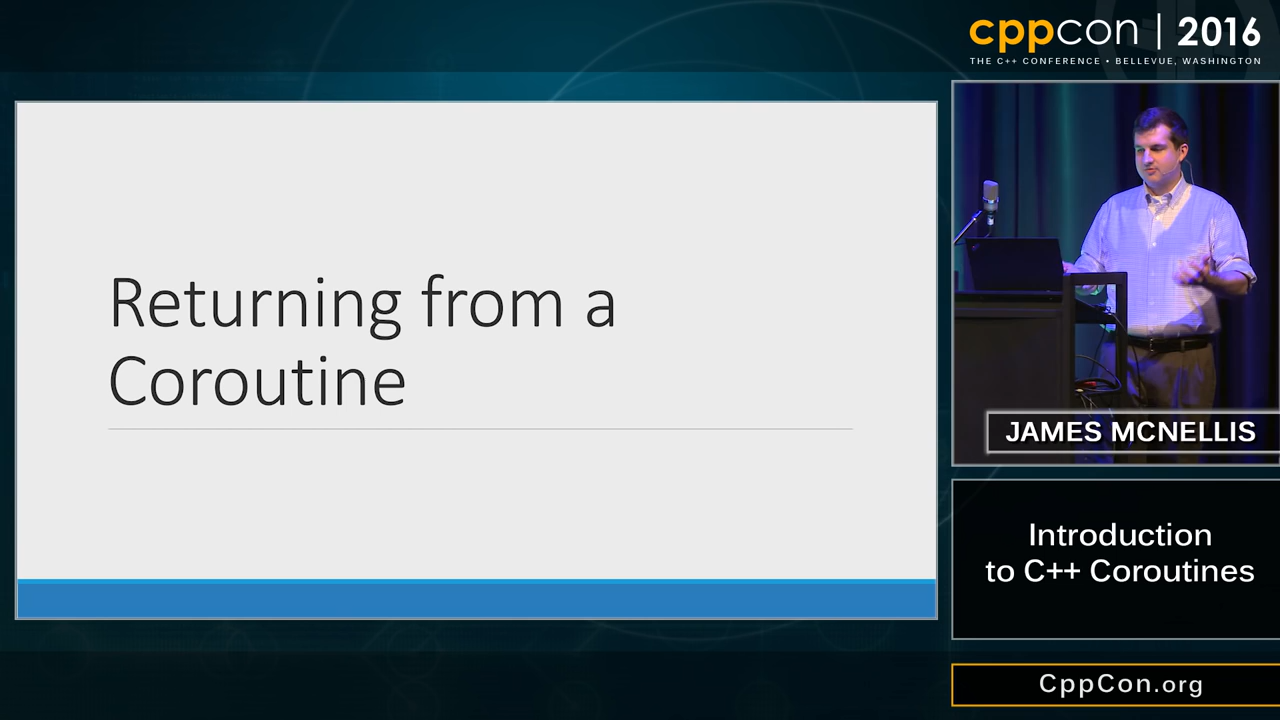 cppcon | 2016
THE C++ CONFERENCE • BELLEVUE, WASHINGTON
Returning from a
Coroutine
JAMES MCNELLIS
Introduction
to C++ Coroutines
CppCon.org